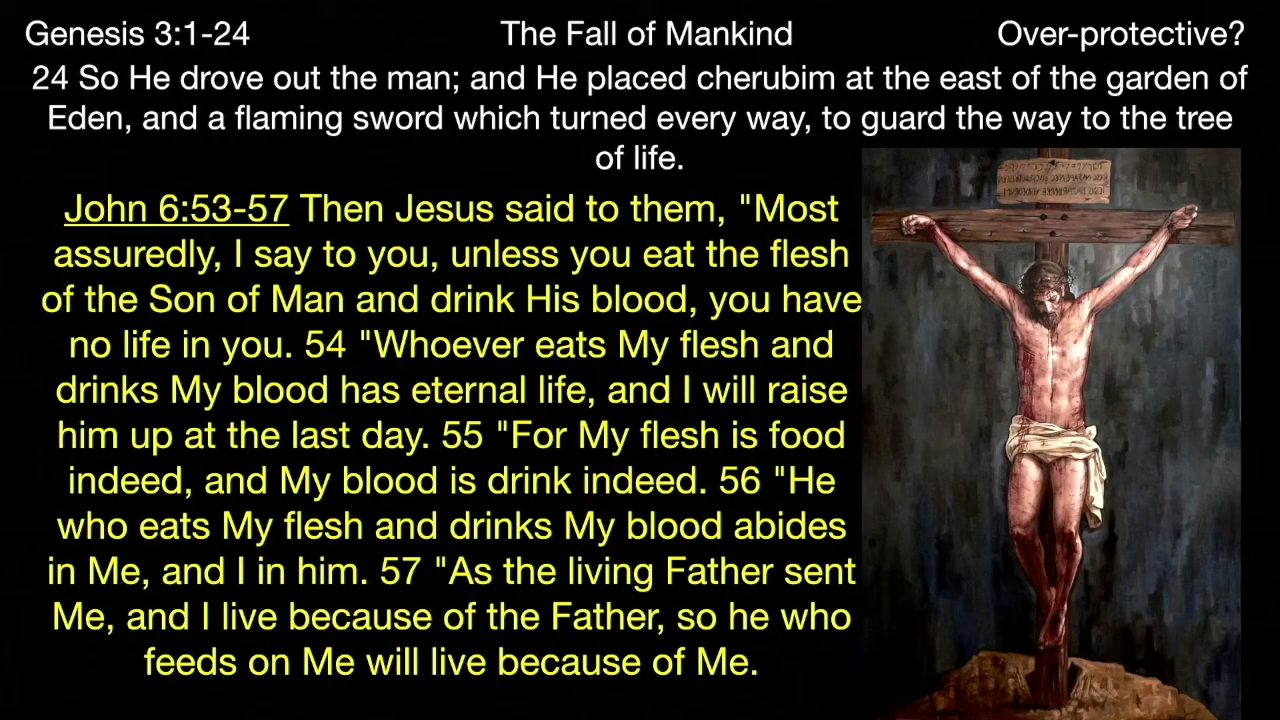 Genesis 3:1-24 The Fall of Mankind Over-protective?
24 So He drove out the man; and He placed cherubim at the east of the garden of
Eden, and a flaming sword which turned every way, to guard the way to the tree
of life.
John 6:53-57 Then Jesus said to them, "Most
assuredly, I say to you, unless you eat the flesh
of the Son of Man and drink His blood, you have
no life in you. 54 "Whoever eats My flesh and
drinks My blood has eternal life, and I will raise
him up at the last day. 55 "For My flesh is food
indeed, and My blood is drink indeed. 56 "He
who eats My flesh and drinks My blood abides
in Me, and I in him. 57 "As the living Father sent
Me, and I live because of the Father, so he who
feeds on Me will live because of Me.